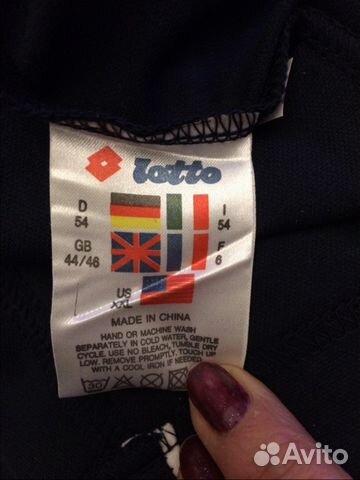 lotto
D
54
I
54
GB
44/46
F
6
US
XXL
MADE IN CHINA
HAND OR MACHINE WASH
SEPARATELY IN COLD WATER, GENTLE
CYCLE. USE NO BLEACH, TUMBLE DRY
LOW. REMOVE PROMPTLY. TOUCH UP
WITH A COOL IRON IF NEEDED
30
Avito